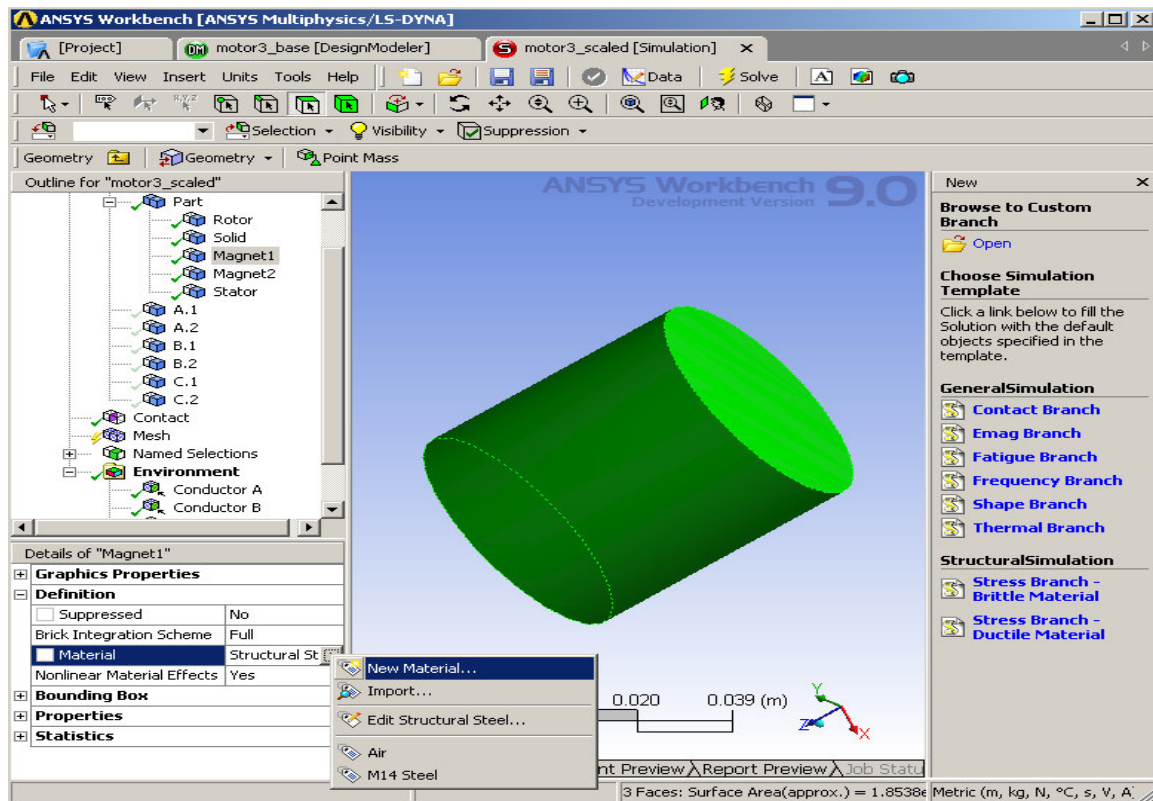 ANSYS Workbench [ANSYS Multiphysics/LS-DYNA]
[Project]
DM motor3_base [DesignModeler]
S motor3_scaled [Simulation]
File Edit View Insert Units Tools Help
Data
Solve
A
Selection
Visibility
Suppression
Geometry
Geometry
Point Mass
Outline for "motor3_scaled"
Part
Rotor
Solid
Magnet1
Magnet2
Stator
A.1
A.2
B.1
B.2
C.1
C.2
Contact
Mesh
Named Selections
Environment
Conductor A
Conductor B
Details of "Magnet1"
Graphics Properties
Definition
Suppressed No
Brick Integration Scheme Full
Material Structural St
Nonlinear Material Effects Yes
Bounding Box
Properties
Statistics
New Material...
Import...
Edit Structural Steel...
Air
M14 Steel
ANSYS Workbench 9.0
Development Version
0.020 0.039 (m)
Y
Z
X
nt Preview Report Preview Job Statu
New
Browse to Custom
Branch
Open
Choose Simulation
Template
Click a link below to fill the
Solution with the default
objects specified in the
template.
GeneralSimulation
Contact Branch
Emag Branch
Fatigue Branch
Frequency Branch
Shape Branch
Thermal Branch
StructuralSimulation
Stress Branch -
Brittle Material
Stress Branch -
Ductile Material
3 Faces: Surface Area(approx.) = 1.8538e
Metric (m, kg, N, °C, s, V, A)